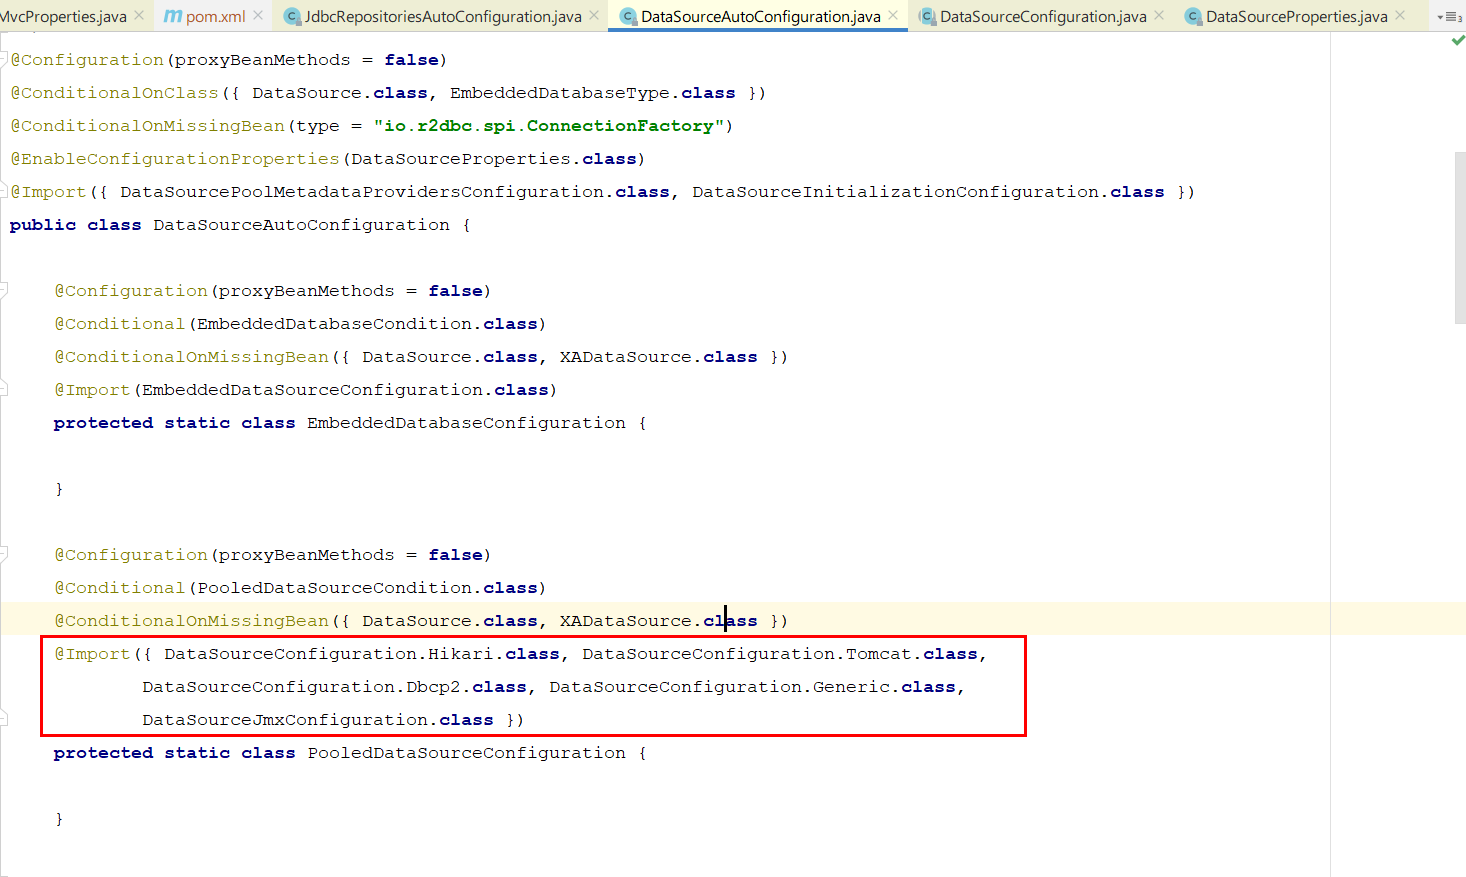 MvcProperties.java pom.xml JdbcRepositoriesAutoConfiguration.java DataSourceAutoConfiguration.java DataSourceConfiguration.java DataSourceProperties.java
@Configuration(proxyBeanMethods = false)
@ConditionalOnClass({ DataSource.class, EmbeddedDatabaseType.class })
@ConditionalOnMissingBean(type = "io.r2dbc.spi.ConnectionFactory")
@EnableConfigurationProperties(DataSourceProperties.class)
@Import({ DataSourcePoolMetadataProvidersConfiguration.class, DataSourceInitializationConfiguration.class })
public class DataSourceAutoConfiguration {
@Configuration(proxyBeanMethods = false)
@Conditional(EmbeddedDatabaseCondition.class)
@ConditionalOnMissingBean({ DataSource.class, XADataSource.class })
@Import(EmbeddedDataSourceConfiguration.class)
protected static class EmbeddedDatabaseConfiguration {
}
@Configuration(proxyBeanMethods = false)
@Conditional(PooledDataSourceCondition.class)
@ConditionalOnMissingBean({ DataSource.class, XADataSource.class })
@Import({ DataSourceConfiguration.Hikari.class, DataSourceConfiguration.Tomcat.class,
DataSourceConfiguration.Dbcp2.class, DataSourceConfiguration.Generic.class,
DataSourceJmxConfiguration.class })
protected static class PooledDataSourceConfiguration {
}